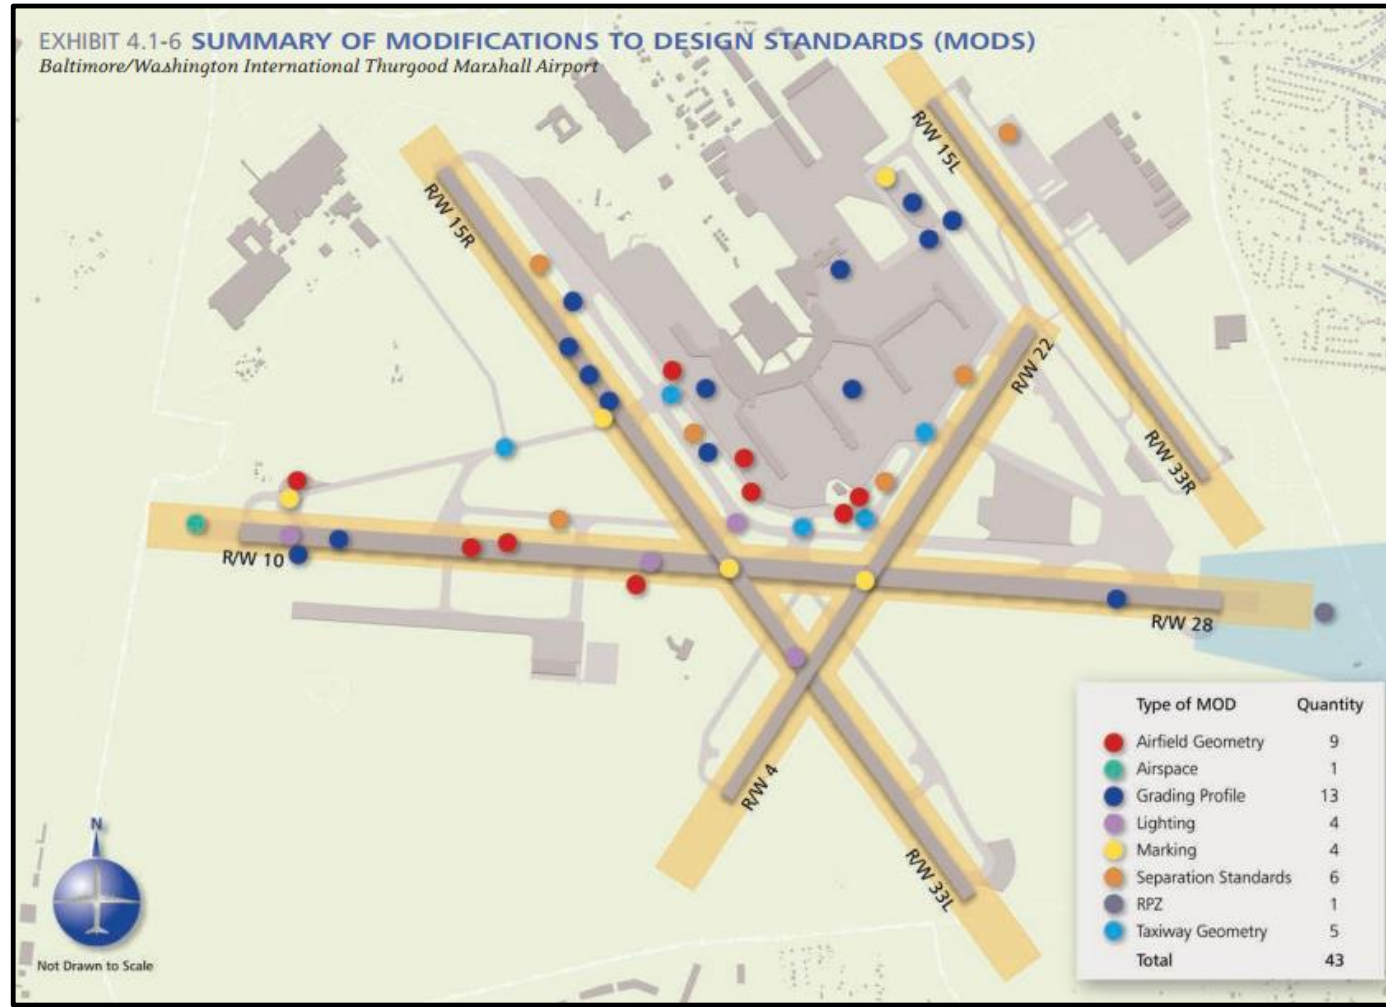 EXHIBIT 4.1-6 SUMMARY OF MODIFICATIONS TO DESIGN STANDARDS (MODS)
Baltimore/Washington International Thurgood Marshall Airport
R/W 15L
R/W 15R
R/W 22
R/W 33R
R/W 10
R/W 28
R/W 4
R/W 33L
Type of MOD Quantity
Airfield Geometry 9
Airspace 1
Grading Profile 13
Lighting 4
Marking 4
Separation Standards 6
RPZ 1
Taxiway Geometry 5
Total 43
N
Not Drawn to Scale